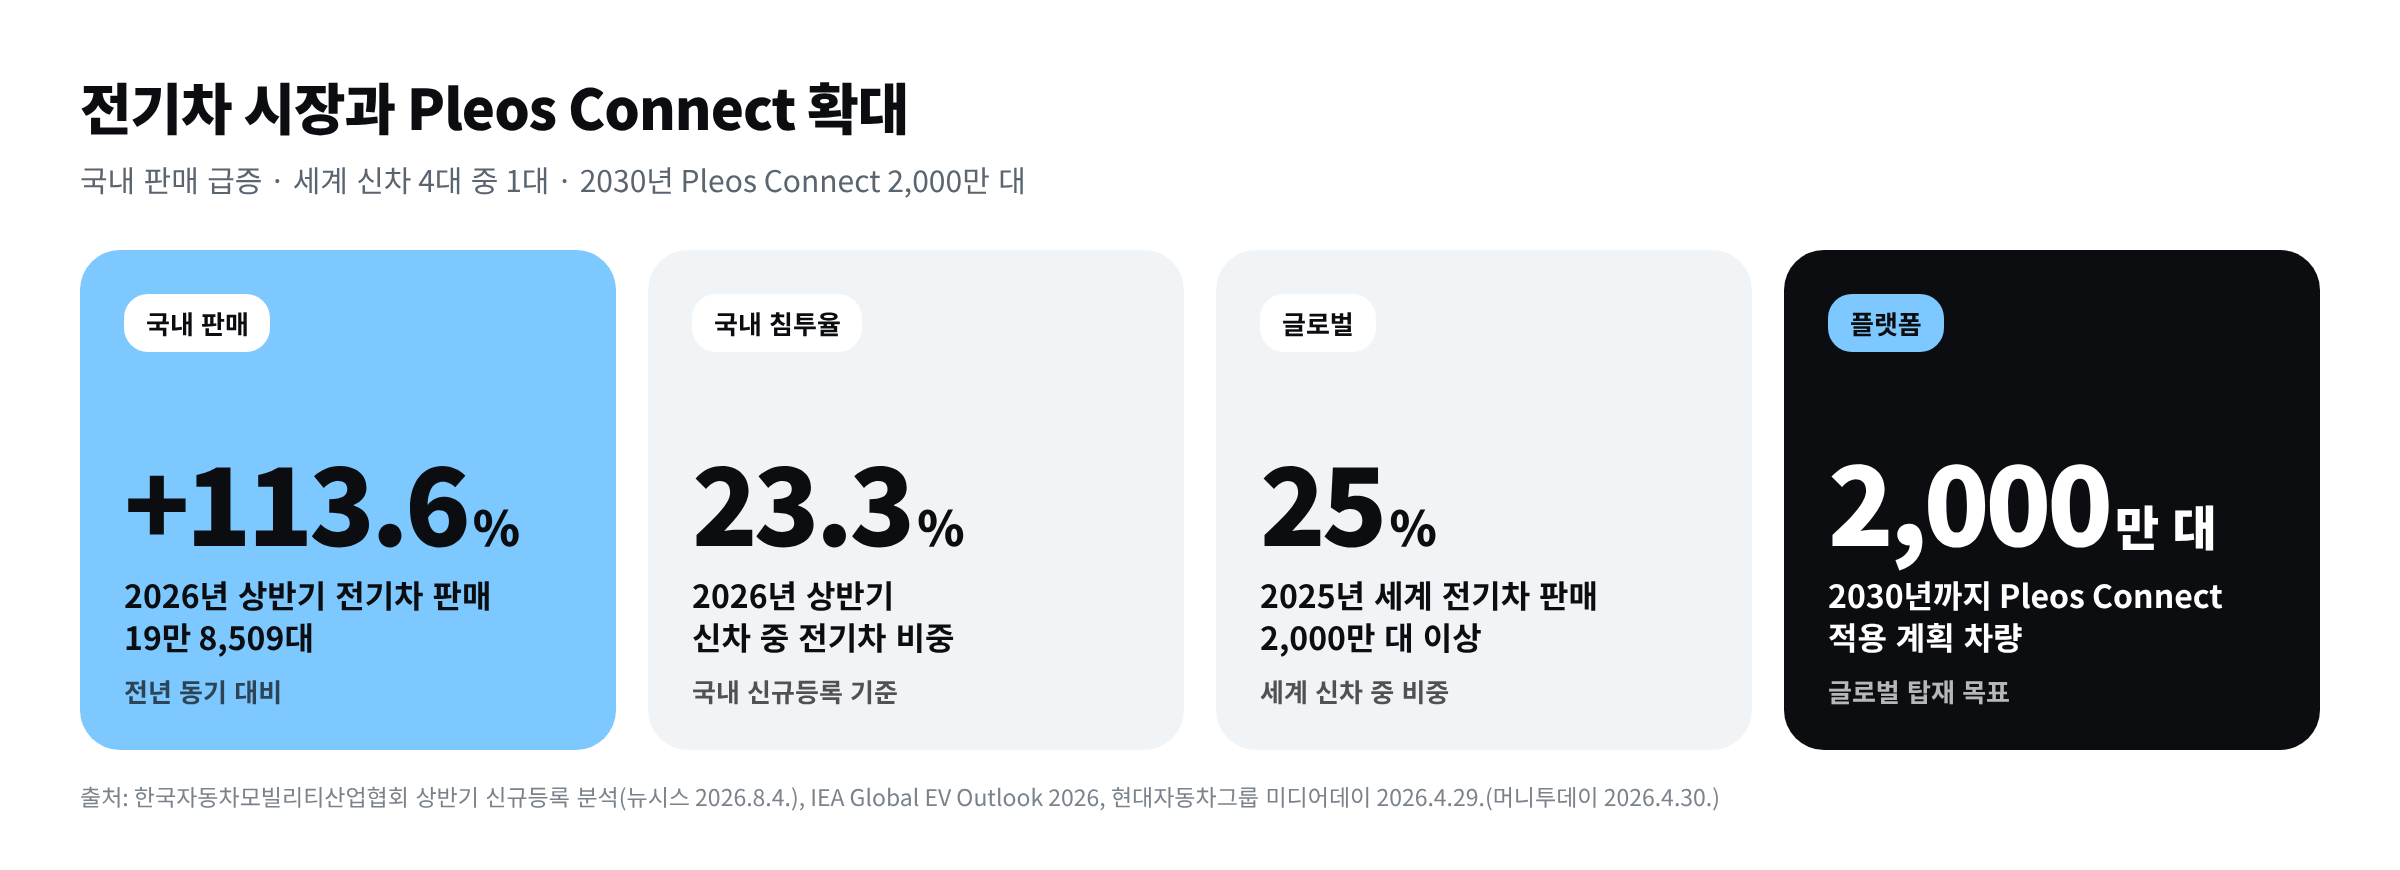 전기차 시장과 Pleos Connect 확대
국내 판매 급증 · 세계 신차 4대 중 1대 · 2030년 Pleos Connect 2,000만 대
국내 판매
+113.6%
2026년 상반기 전기차 판매
19만 8,509대
전년 동기 대비
국내 침투율
23.3%
2026년 상반기
신차 중 전기차 비중
국내 신규등록 기준
글로벌
25%
2025년 세계 전기차 판매
2,000만 대 이상
세계 신차 중 비중
플랫폼
2,000만 대
2030년까지 Pleos Connect
적용 계획 차량
글로벌 탑재 목표
출처: 한국자동차모빌리티산업협회 상반기 신규등록 분석(뉴시스 2026.8.4.), IEA Global EV Outlook 2026, 현대자동차그룹 미디어데이 2026.4.29.(머니투데이 2026.4.30.)